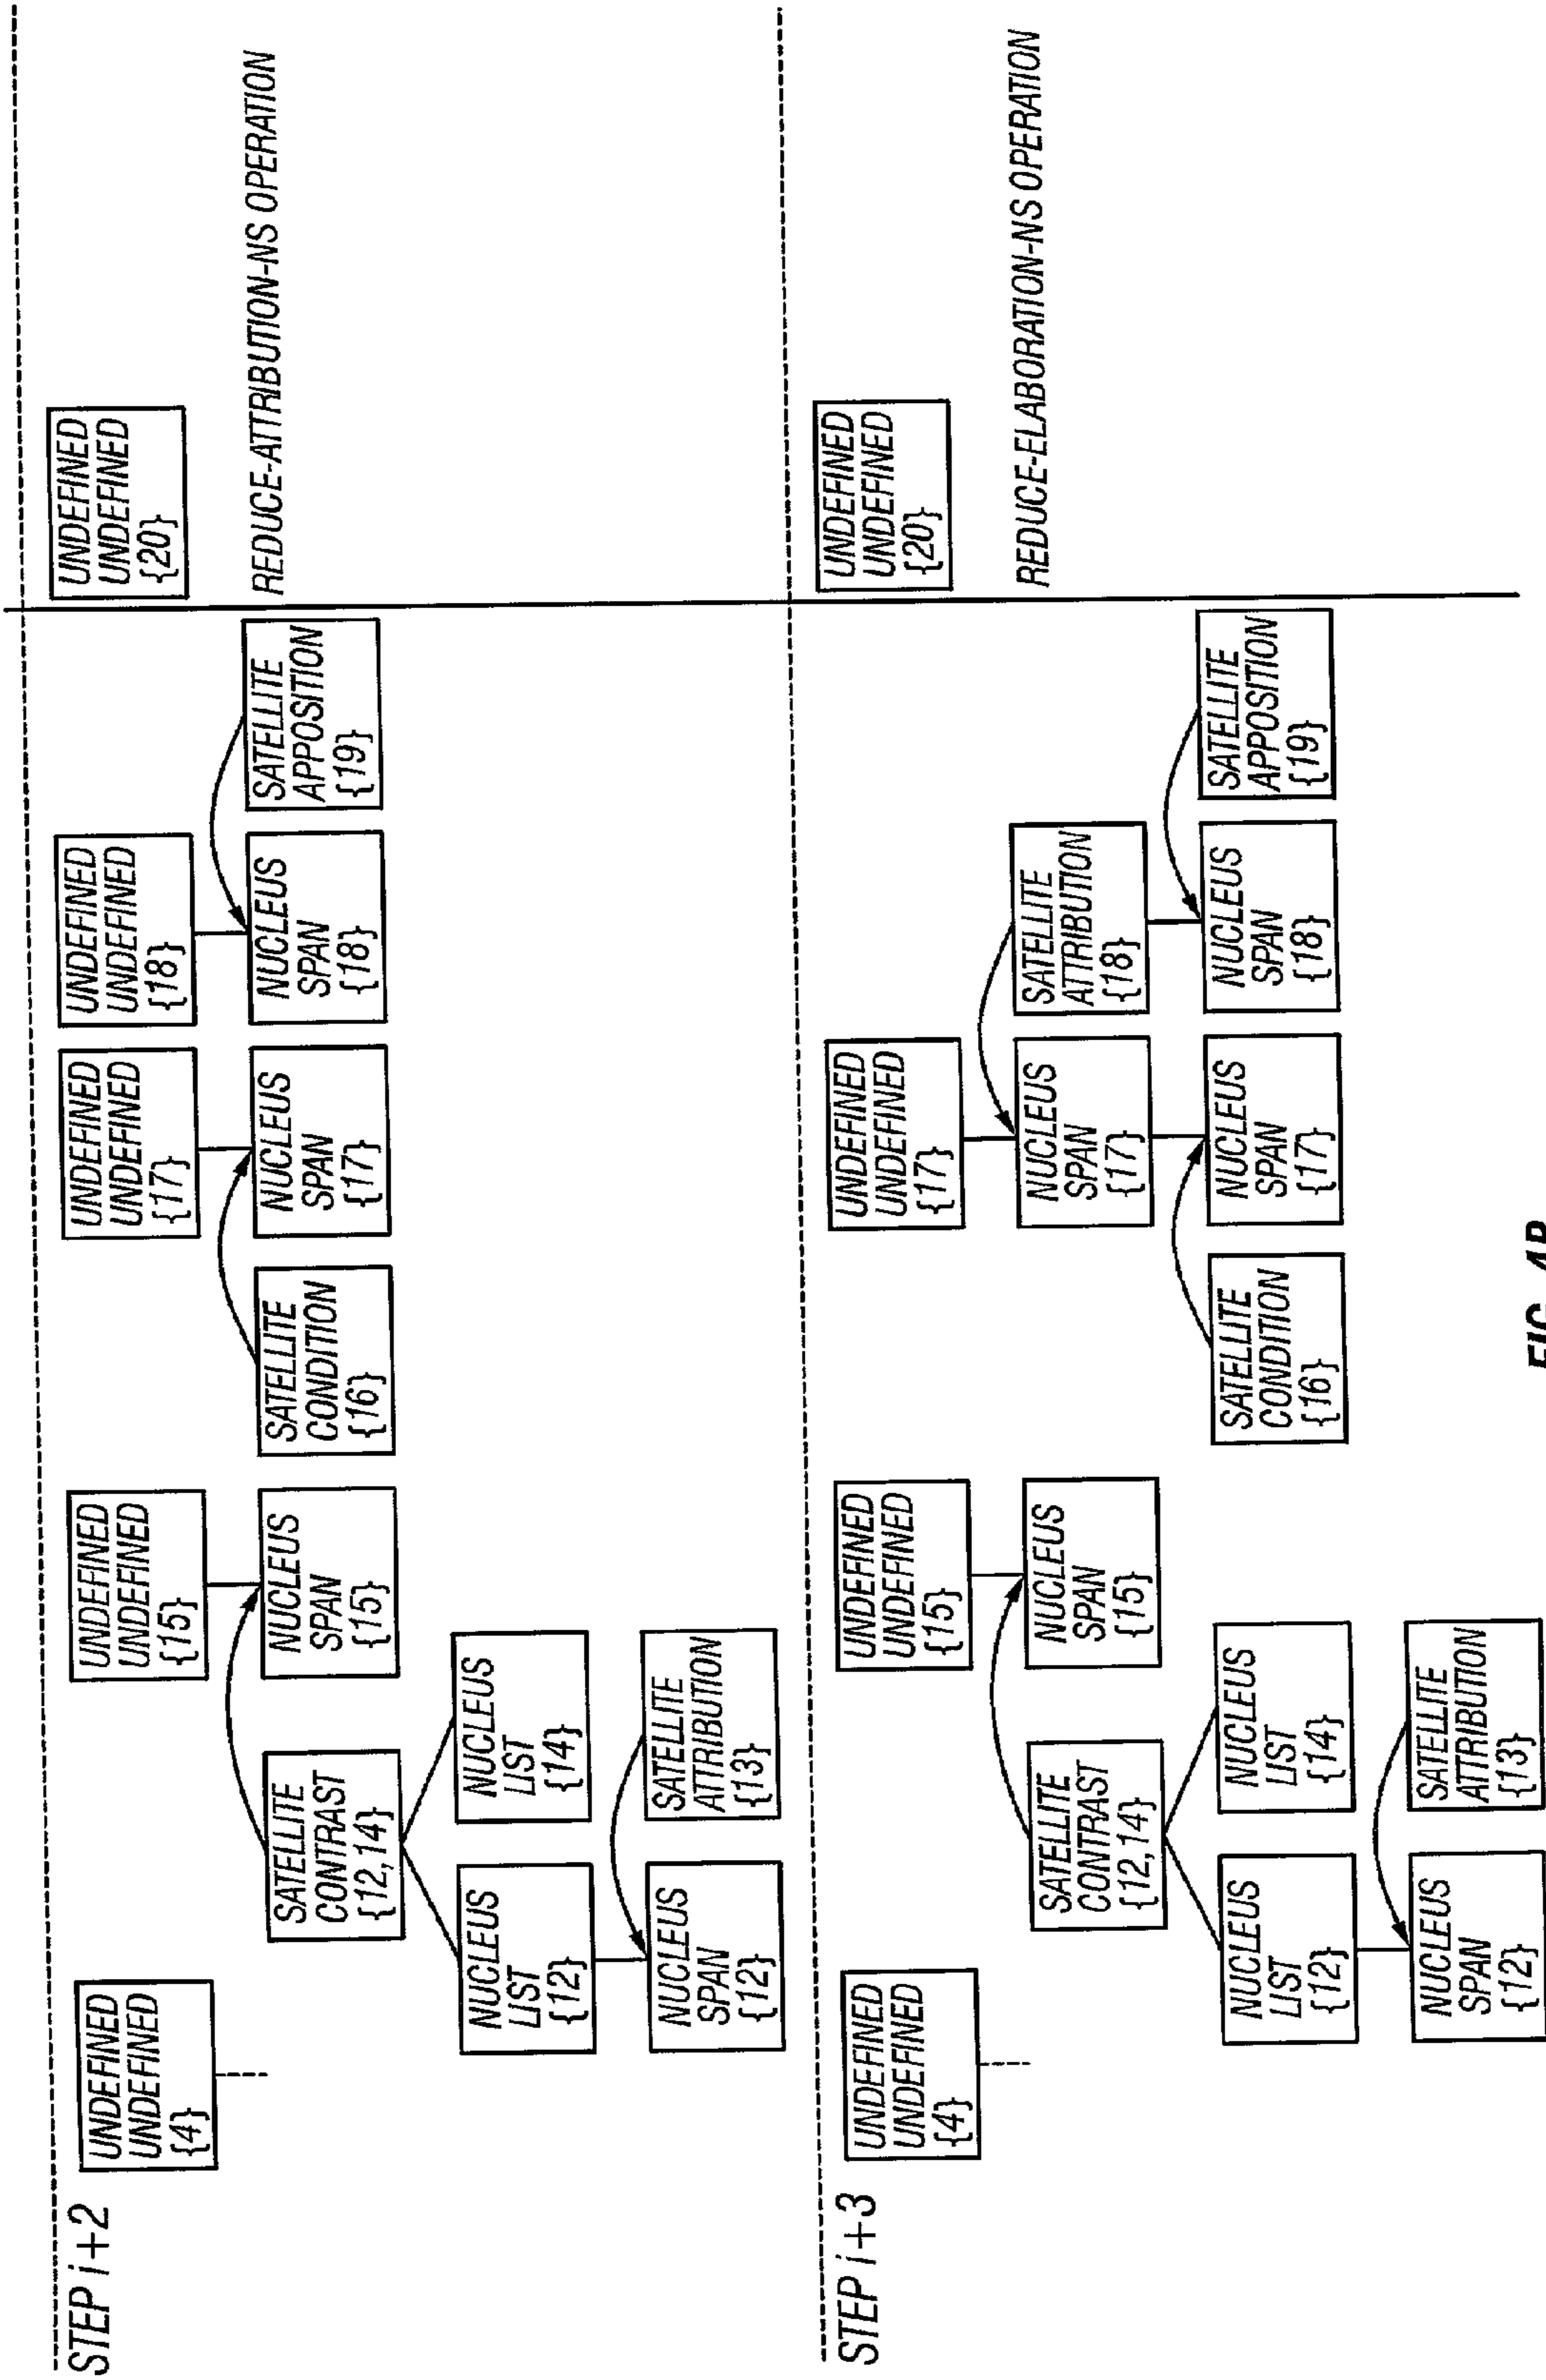 STEP i+2
UNDEFINED
UNDEFINED
{4}
UNDEFINED
UNDEFINED
{15}
UNDEFINED
UNDEFINED
{17}
UNDEFINED
UNDEFINED
{18}
UNDEFINED
UNDEFINED
{20}
SATELLITE
CONTRAST
{12,14}
NUCLEUS
SPAN
{15}
SATELLITE
CONDITION
{16}
NUCLEUS
SPAN
{17}
NUCLEUS
SPAN
{18}
SATELLITE
APPOSITION
{19}
REDUCE-ATTRIBUTION-NS OPERATION
NUCLEUS
LIST
{12}
NUCLEUS
LIST
{14}
NUCLEUS
SPAN
{12}
SATELLITE
ATTRIBUTION
{13}
STEP i+3
UNDEFINED
UNDEFINED
{4}
UNDEFINED
UNDEFINED
{15}
UNDEFINED
UNDEFINED
{17}
UNDEFINED
UNDEFINED
{20}
SATELLITE
CONTRAST
{12,14}
NUCLEUS
SPAN
{15}
NUCLEUS
SPAN
{17}
SATELLITE
ATTRIBUTION
{18}
REDUCE-ELABORATION-NS OPERATION
NUCLEUS
LIST
{12}
NUCLEUS
LIST
{14}
SATELLITE
CONDITION
{16}
NUCLEUS
SPAN
{17}
NUCLEUS
SPAN
{18}
SATELLITE
APPOSITION
{19}
NUCLEUS
SPAN
{12}
SATELLITE
ATTRIBUTION
{13}
FIG. 4B